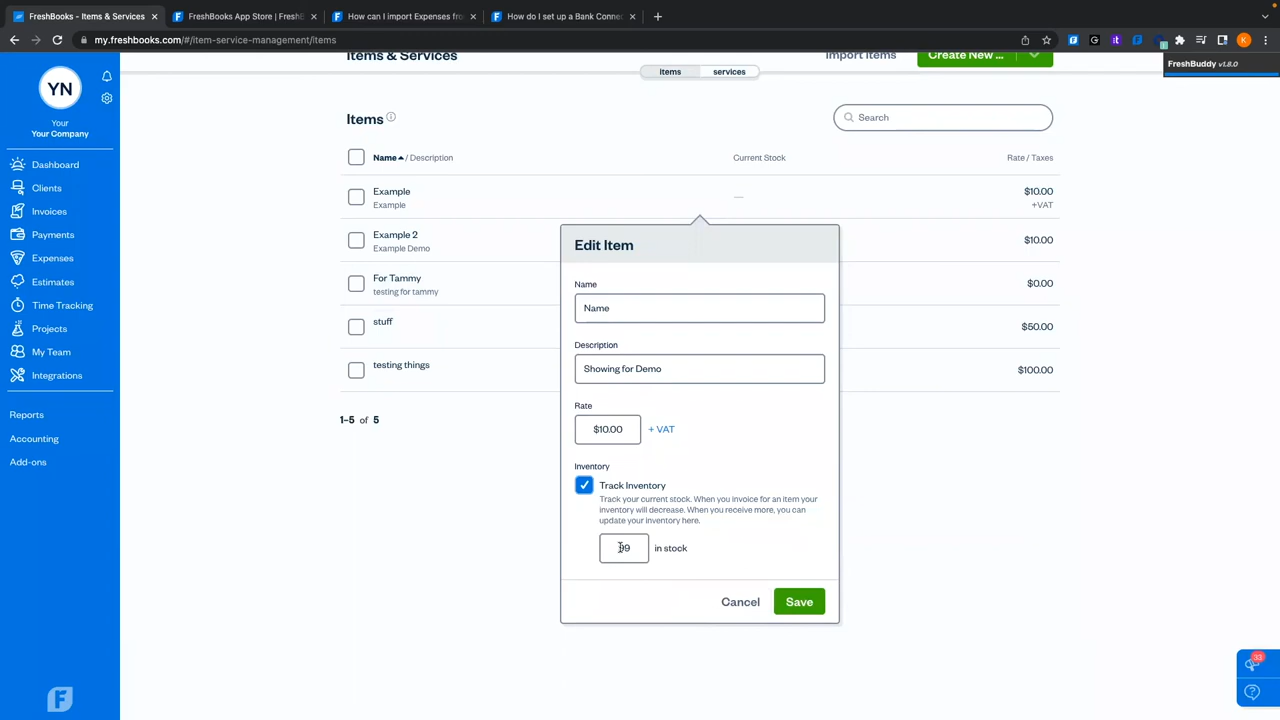 FreshBooks - Items & Services
FreshBooks App Store | FreshB
How can I import Expenses fro
How do I set up a Bank Connec
my.freshbooks.com/#/item-service-management/items
FreshBuddy v1.8.0
YN
Your
Your Company
Dashboard
Clients
Invoices
Payments
Expenses
Estimates
Time Tracking
Projects
My Team
Integrations
Reports
Accounting
Add-ons
Items & Services
Import Items
Create New ...
items
services
Items
Search
Name / Description
Current Stock
Rate / Taxes
Example
Example
—
$10.00
+VAT
Example 2
Example Demo
$10.00
For Tammy
testing for tammy
$0.00
stuff
$50.00
testing things
$100.00
1–5 of 5
Edit Item
Name
Name
Description
Showing for Demo
Rate
$10.00 + VAT
Inventory
Track Inventory
Track your current stock. When you invoice for an item your
inventory will decrease. When you receive more, you can
update your inventory here.
99 in stock
Cancel
Save
33